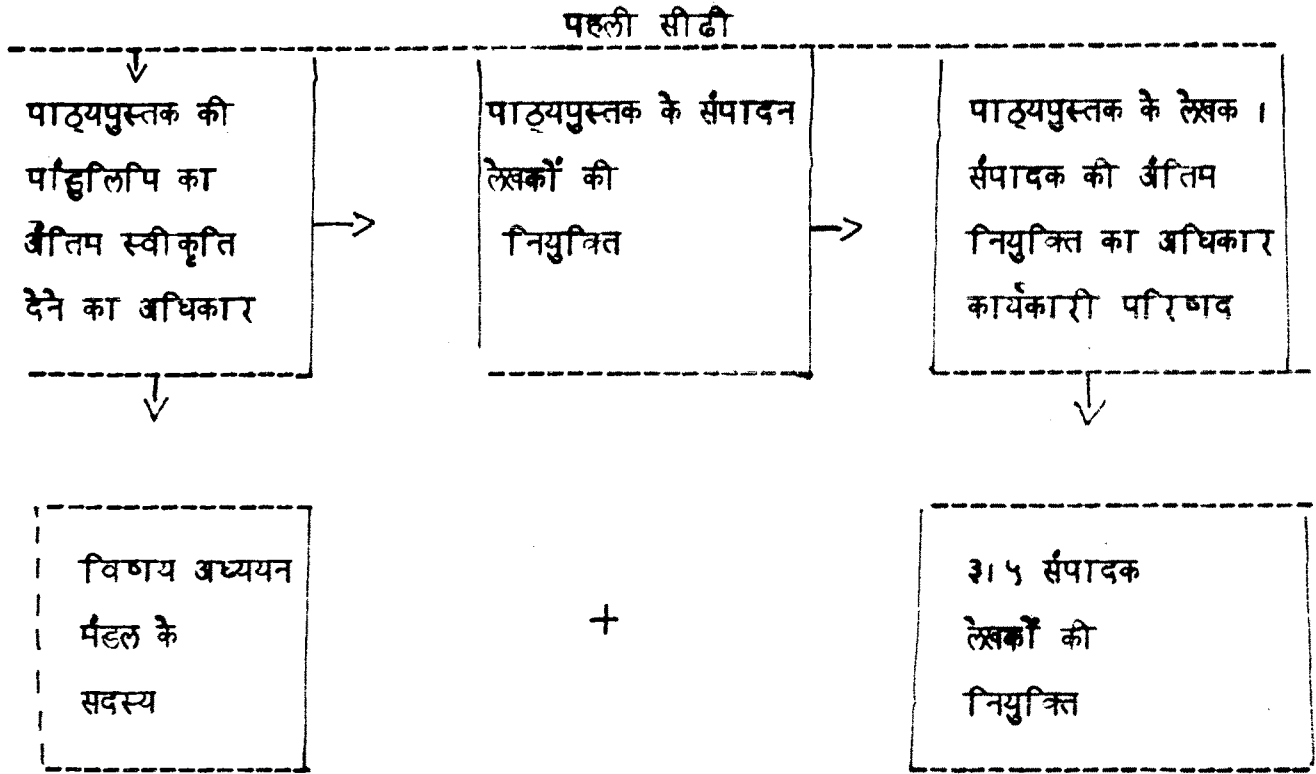 पहली सीढी
पाठ्यपुस्तक की
पांडुलिपि का
अंतिम स्वीकृति
देने का अधिकार
पाठ्यपुस्तक के संपादन
लेखकों की
नियुक्ति
पाठ्यपुस्तक के लेखक ।
संपादक की अंतिम
नियुक्ति का अधिकार
कार्यकारी परिषद
विषय अध्ययन
मंडल के
सदस्य
+
३। ५ संपादक
लेखकों की
नियुक्ति